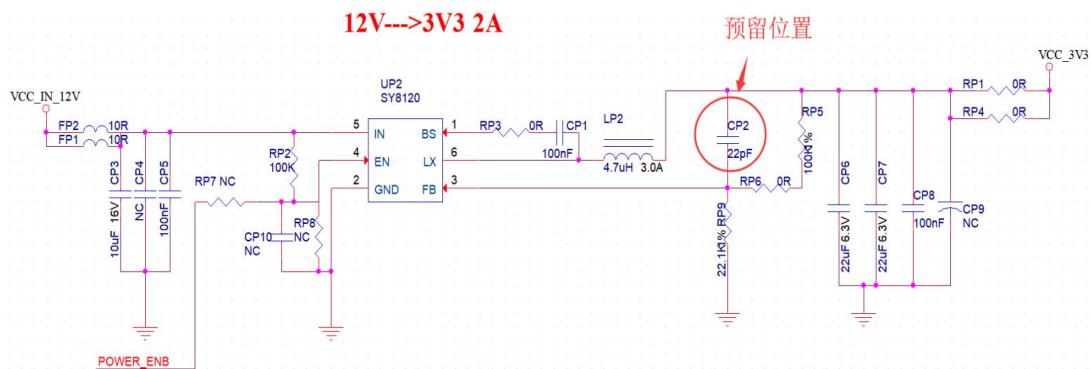 12V--->3V3 2A
预留位置
VCC_3V3
UP2
SY8120
VCC_IN_12V
FP2 10R
FP1 10R
5 IN
4 EN
2 GND
BS 1
LX 6
FB 3
RP3 0R
CP1
100nF
LP2
4.7uH 3.0A
CP2
22pF
RP5
100K1%
RP6 0R
RP9
22.1K1%
RP1 0R
RP4 0R
CP3
10uF 16V
CP4
NC
CP5
100nF
RP2
100K
RP7 NC
RP8
NC
CP10
NC
CP6
22uF 6.3V
CP7
22uF 6.3V
CP8
100nF
CP9
NC
POWER_ENB